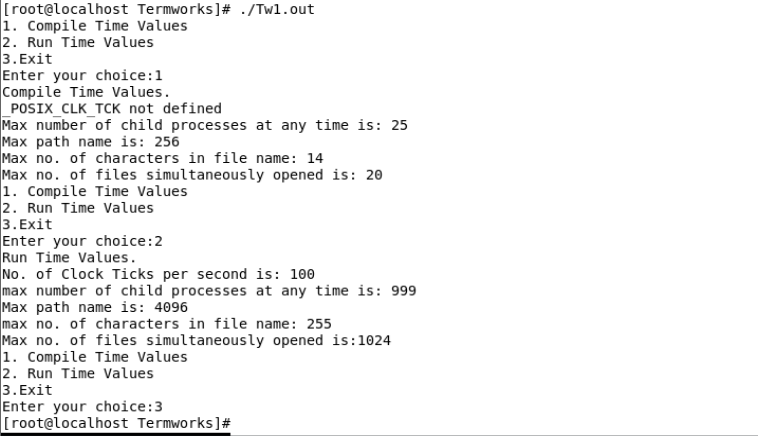 [root@localhost Termworks]# ./Tw1.out
1. Compile Time Values
2. Run Time Values
3.Exit
Enter your choice:1
Compile Time Values.
_POSIX_CLK_TCK not defined
Max number of child processes at any time is: 25
Max path name is: 256
Max no. of characters in file name: 14
Max no. of files simultaneously opened is: 20
1. Compile Time Values
2. Run Time Values
3.Exit
Enter your choice:2
Run Time Values.
No. of Clock Ticks per second is: 100
max number of child processes at any time is: 999
Max path name is: 4096
max no. of characters in file name: 255
Max no. of files simultaneously opened is:1024
1. Compile Time Values
2. Run Time Values
3.Exit
Enter your choice:3
[root@localhost Termworks]#